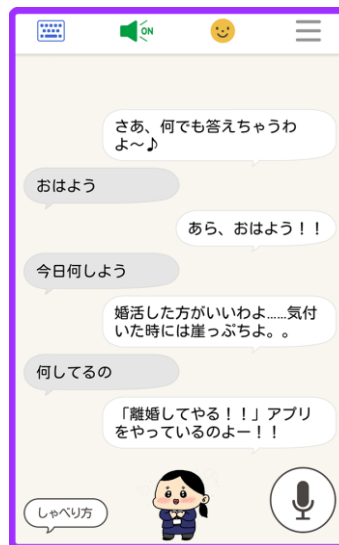 ON
さあ、何でも答えちゃうわ
よ～♪
おはよう
あら、おはよう！！
今日何しよう
婚活した方がいいわよ……気付
いた時には崖っぷちよ。。
何してるの
「離婚してやる！！」アプリ
をやっているのよー！！
しゃべり方